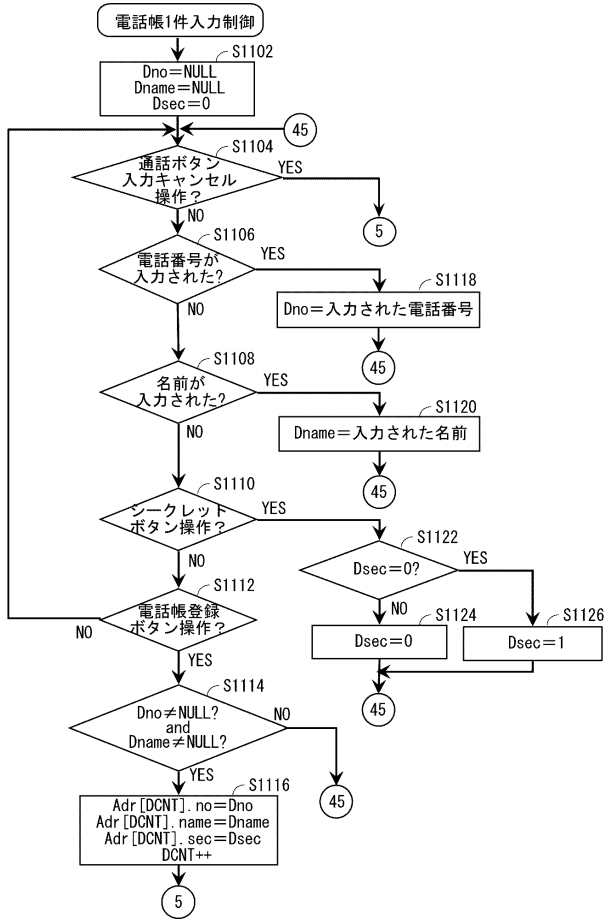 電話帳1件入力制御
S1102
Dno=NULL
Dname=NULL
Dsec=0
45
S1104
通話ボタン
入力キャンセル
操作？
YES
NO
5
S1106
電話番号が
入力された?
YES
NO
S1118
Dno=入力された電話番号
45
S1108
名前が
入力された?
YES
NO
S1120
Dname=入力された名前
45
S1110
シークレット
ボタン操作？
YES
NO
S1122
Dsec=0?
YES
NO
S1124
Dsec=0
S1126
Dsec=1
45
S1112
電話帳登録
ボタン操作？
NO
YES
S1114
Dno≠NULL?
and
Dname≠NULL?
NO
YES
45
S1116
Adr[DCNT].no=Dno
Adr[DCNT].name=Dname
Adr[DCNT].sec=Dsec
DCNT++
5